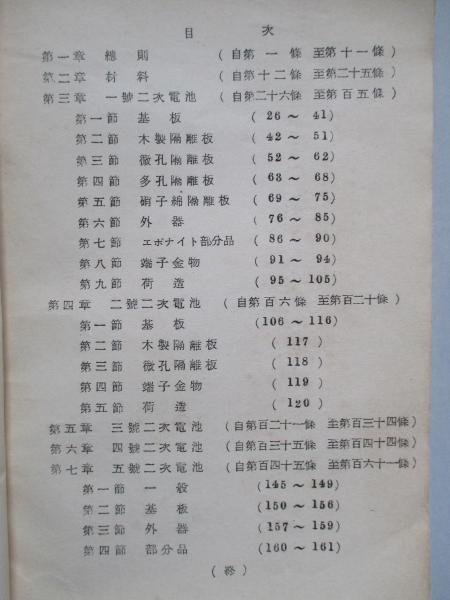 目次
第一章 總則 (自第一條 至第十一條)
第二章 材料 (自第十二條 至第二十五條)
第三章 一號二次電池 (自第二十六條 至第百五條)
第一節 基板 (26～41)
第二節 木製隔離板 (42～51)
第三節 微孔隔離板 (52～62)
第四節 多孔隔離板 (63～68)
第五節 硝子綿隔離板 (69～75)
第六節 外器 (76～85)
第七節 エボナイト部分品 (86～90)
第八節 端子金物 (91～94)
第九節 荷造 (95～105)
第四章 二號二次電池 (自第百六條 至第百二十條)
第一節 基板 (106～116)
第二節 木製隔離板 (117)
第三節 微孔隔離板 (118)
第四節 端子金物 (119)
第五節 荷造 (120)
第五章 三號二次電池 (自第百二十一條 至第百三十四條)
第六章 四號二次電池 (自第百三十五條 至第百四十四條)
第七章 五號二次電池 (自第百四十五條 至第百六十一條)
第一節 一般 (145～149)
第二節 基板 (150～156)
第三節 外器 (157～159)
第四節 部分品 (160～161)
(終)